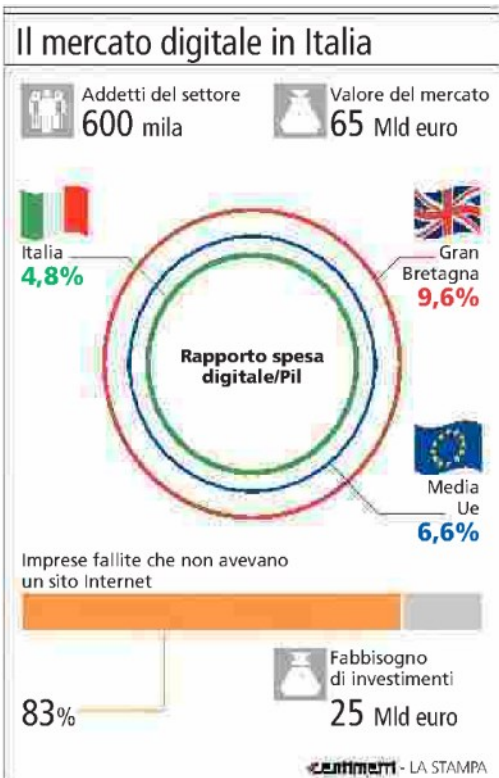 Il mercato digitale in Italia
Addetti del settore
600 mila
Valore del mercato
65 Mld euro
Italia
4,8%
Gran
Bretagna
9,6%
Rapporto spesa
digitale/Pil
Media
Ue
6,6%
Imprese fallite che non avevano
un sito Internet
83%
Fabbisogno
di investimenti
25 Mld euro
centimetri - LA STAMPA